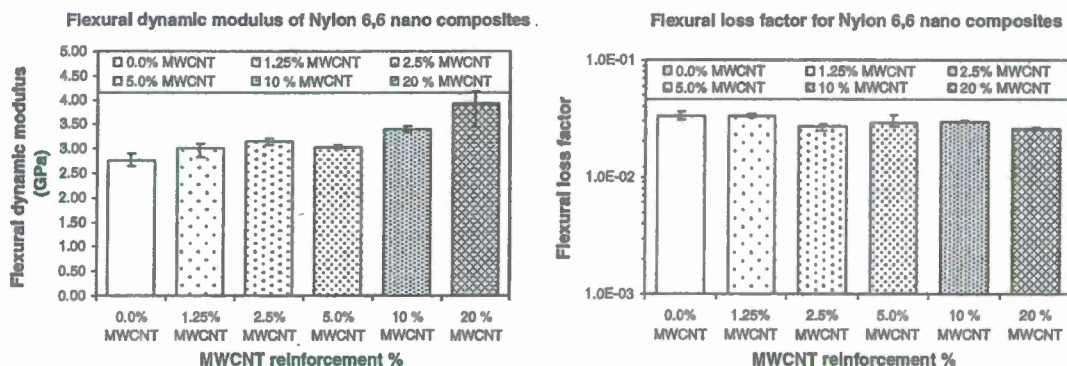 Flexural dynamic modulus of Nylon 6,6 nano composites
Flexural dynamic modulus
(GPa)
5.00
4.50
4.00
3.50
3.00
2.50
2.00
1.50
1.00
0.50
0.00
0.0% MWCNT 1.25% MWCNT 2.5% MWCNT
5.0% MWCNT 10 % MWCNT 20 % MWCNT
0.0% 1.25% 2.5% 5.0% 10 % 20 %
MWCNT MWCNT MWCNT MWCNT MWCNT MWCNT
MWCNT reinforcement %
Flexural loss factor for Nylon 6,6 nano composites
Flexural loss factor
1.0E-01
1.0E-02
1.0E-03
0.0% MWCNT 1.25% MWCNT 2.5% MWCNT
5.0% MWCNT 10 % MWCNT 20 % MWCNT
0.0% 1.25% 2.5% 5.0% 10 % 20 %
MWCNT MWCNT MWCNT MWCNT MWCNT MWCNT
MWCNT reinforcement %